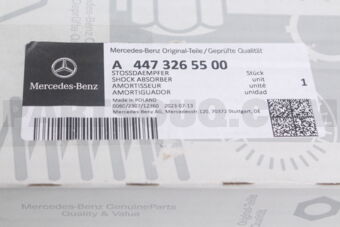 Mercedes-Benz Original-Teile / Geprüfte Qualität
Mercedes-Benz
A 447 326 55 00
STOSSDAEMPFER Stück
SHOCK ABSORBER unit
AMORTISSEUR unité
AMORTIGUADOR unidad
1
Made in POLAND
2023-07-13
Mercedes-Benz AG, Mercedesstr. 120, 70372 Stuttgart, DE
Mercedes-Benz GenuineParts
Quality & Value